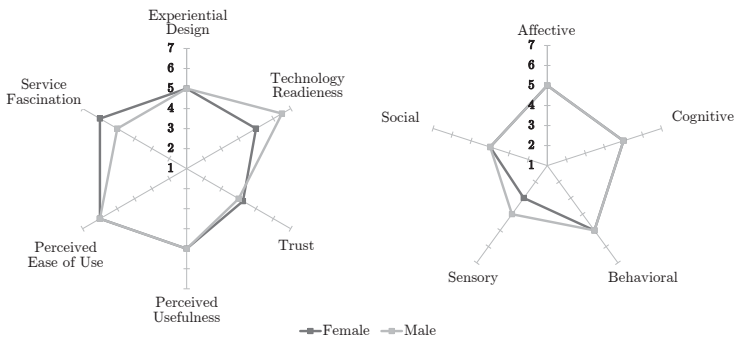 Experiential
Design
7
6
5
4
3
2
1
Technology
Readieness
Trust
Perceived
Usefulness
Perceived
Ease of Use
Service
Fascination
Affective
7
6
5
4
3
2
1
Cognitive
Behavioral
Sensory
Social
Female Male